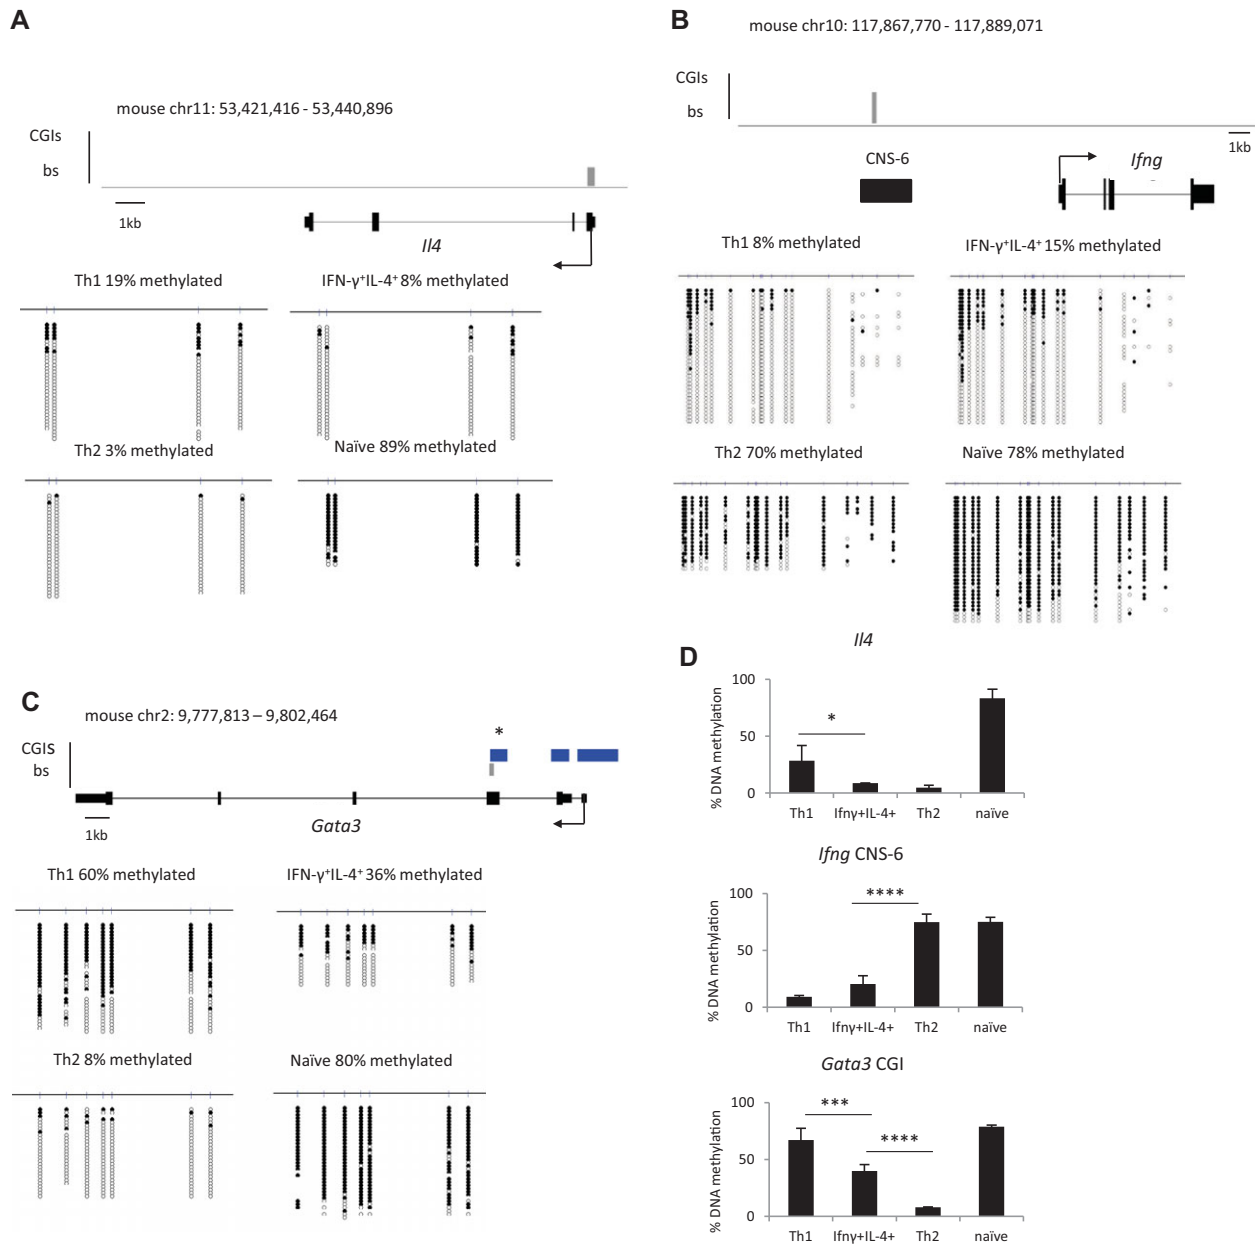 A
mouse chr11: 53,421,416 - 53,440,896
CGIs
bs
1kb
Il4
Th1 19% methylated
IFN-γ⁺IL-4⁺ 8% methylated
Th2 3% methylated
Naïve 89% methylated
B
mouse chr10: 117,867,770 - 117,889,071
CGIs
bs
1kb
CNS-6
Ifng
Th1 8% methylated
IFN-γ⁺IL-4⁺ 15% methylated
Th2 70% methylated
Naïve 78% methylated
C
mouse chr2: 9,777,813 – 9,802,464
*
CGIS
bs
1kb
Gata3
Th1 60% methylated
IFN-γ⁺IL-4⁺ 36% methylated
Th2 8% methylated
Naïve 80% methylated
D
Il4
% DNA methylation
100
50
0
*
Th1 Ifnγ+IL-4+ Th2 naïve
Ifng CNS-6
% DNA methylation
100
50
0
****
Th1 Ifnγ+IL-4+ Th2 naïve
Gata3 CGI
% DNA methylation
100
50
0
***
****
Th1 Ifnγ+IL-4+ Th2 naïve